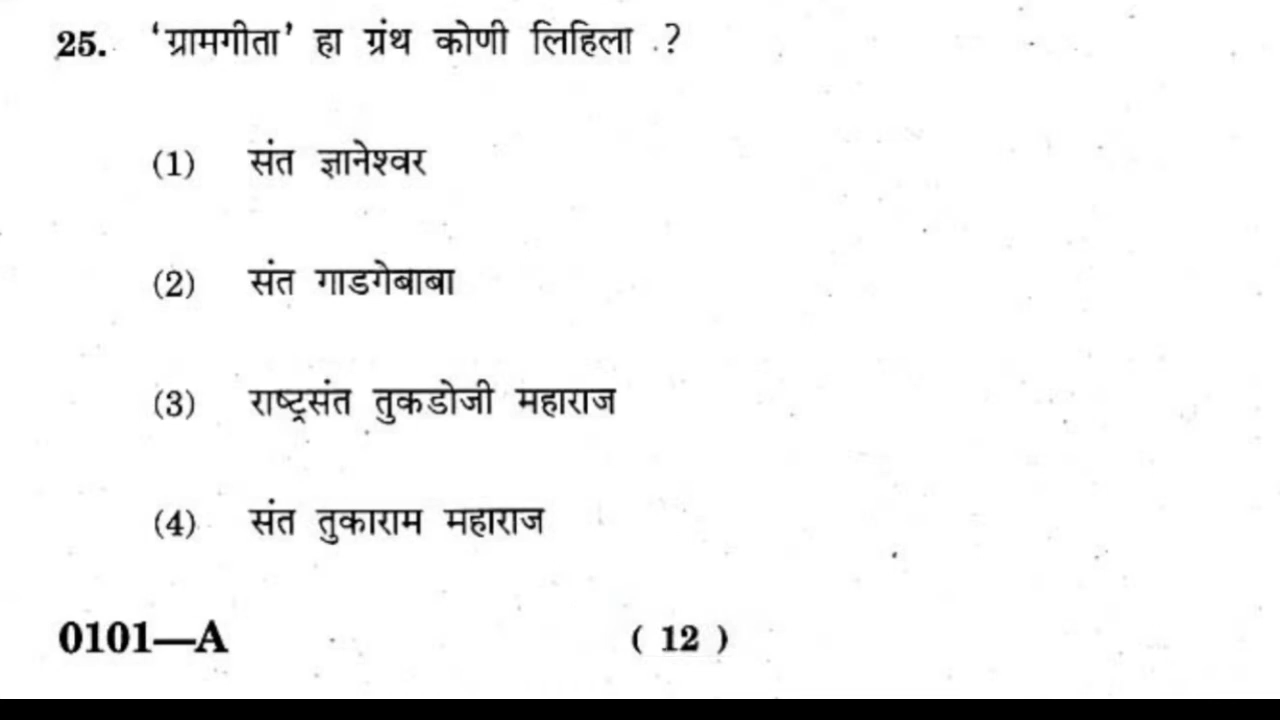 25. ‘ग्रामगीता’ हा ग्रंथ कोणी लिहिला ?
(1) संत ज्ञानेश्वर
(2) संत गाडगेबाबा
(3) राष्ट्रसंत तुकडोजी महाराज
(4) संत तुकाराम महाराज
0101—A ( 12 )